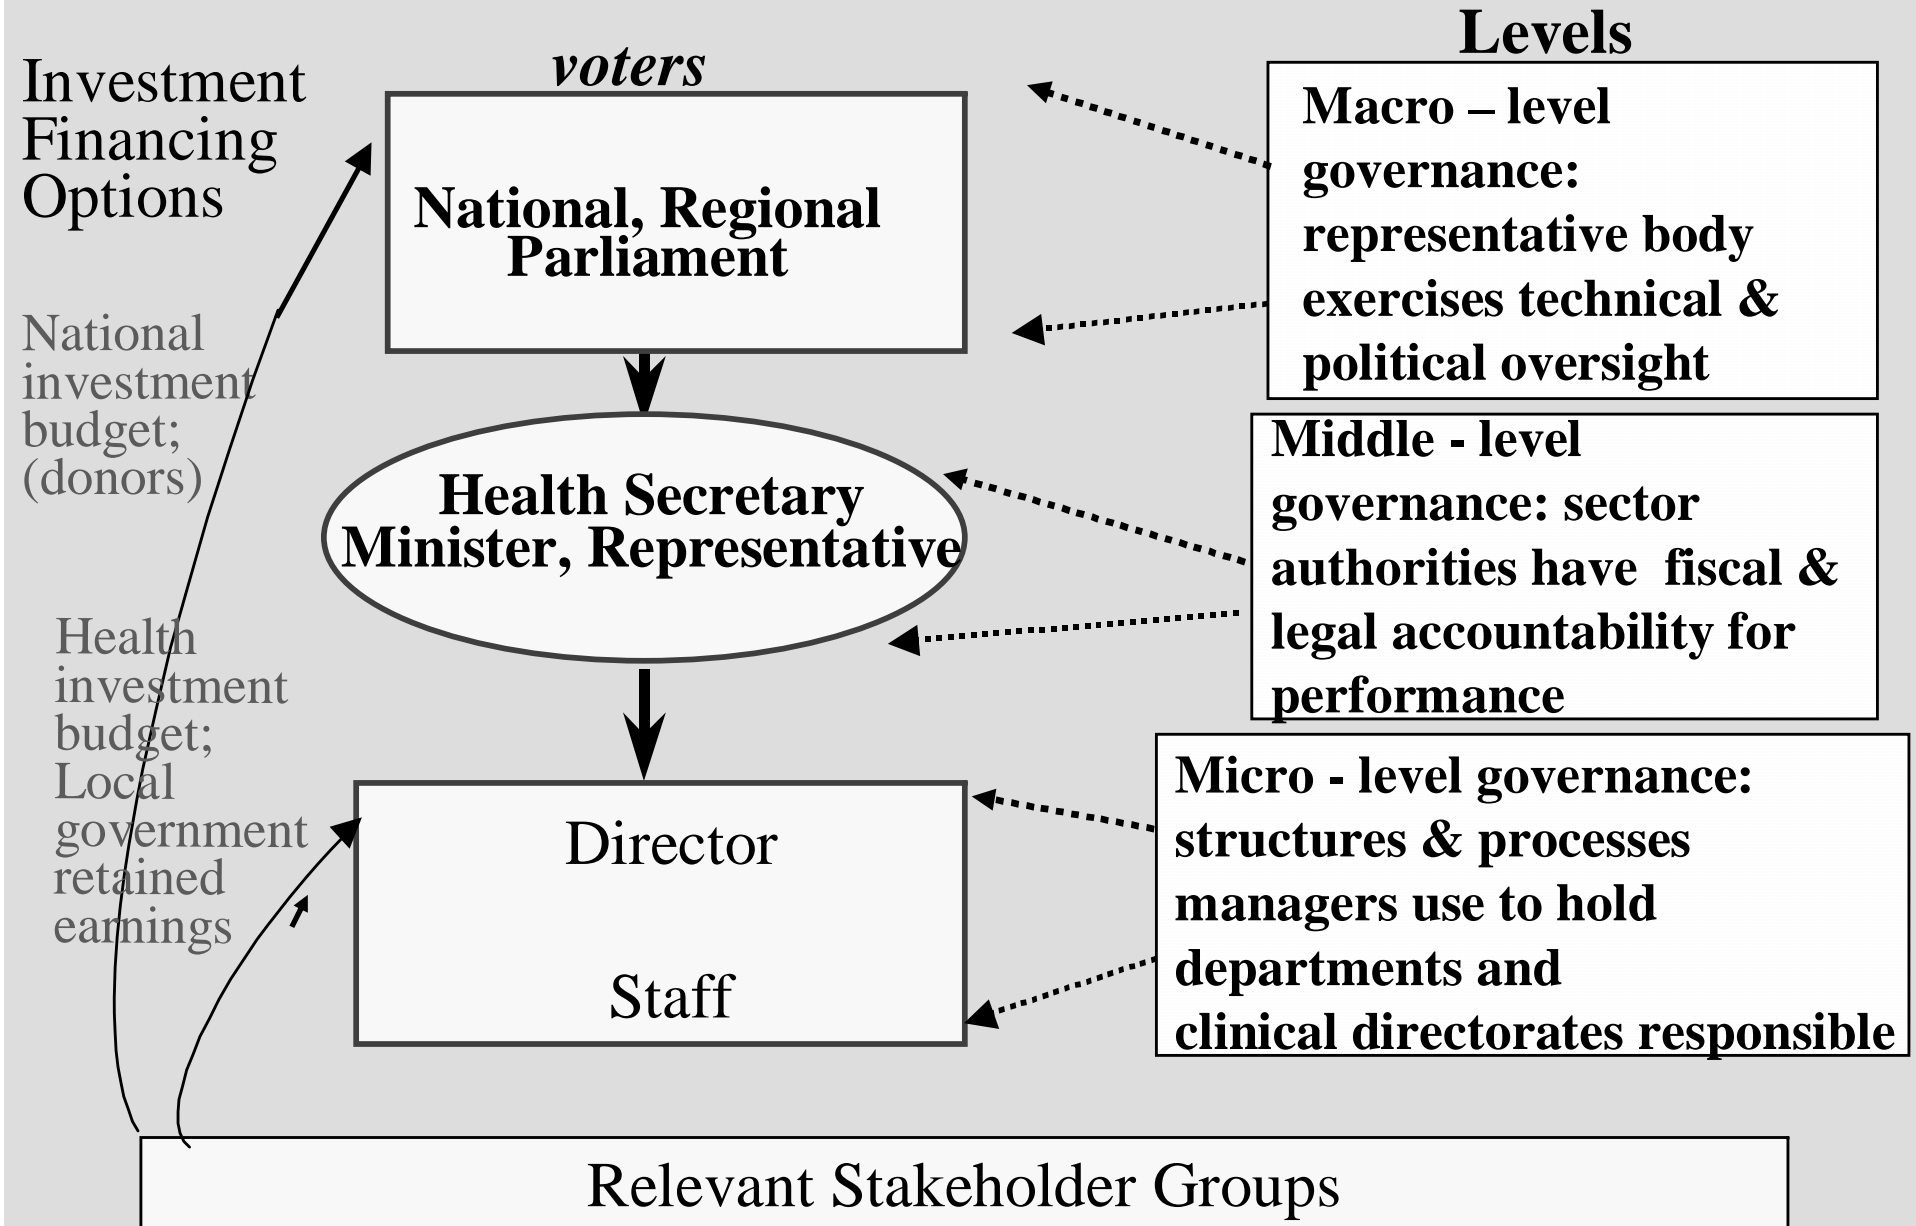 Levels
voters
Investment
Financing
Options
National, Regional
Parliament
Macro – level
governance:
representative body
exercises technical &
political oversight
National
investment
budget;
(donors)
Health Secretary
Minister, Representative
Middle - level
governance: sector
authorities have fiscal &
legal accountability for
performance
Health
investment
budget;
Local
government
retained
earnings
Director
Staff
Micro - level governance:
structures & processes
managers use to hold
departments and
clinical directorates responsible
Relevant Stakeholder Groups